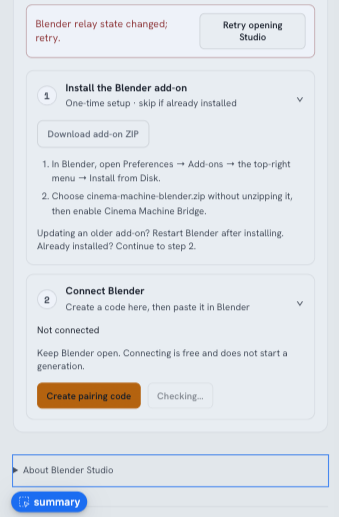 Blender relay state changed;
retry.
Retry opening
Studio
1
Install the Blender add-on
One-time setup · skip if already installed
Download add-on ZIP
1. In Blender, open Preferences → Add-ons → the top-right
menu → Install from Disk.
2. Choose cinema-machine-blender.zip without unzipping it,
then enable Cinema Machine Bridge.
Updating an older add-on? Restart Blender after installing.
Already installed? Continue to step 2.
2
Connect Blender
Create a code here, then paste it in Blender
Not connected
Keep Blender open. Connecting is free and does not start a
generation.
Create pairing code
Checking...
About Blender Studio
summary